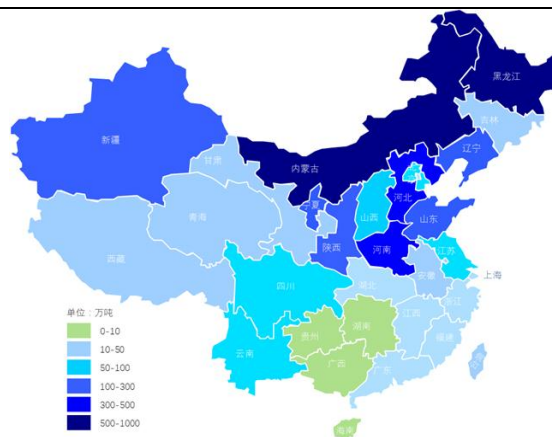 黑龙江
吉林
新疆
辽宁
甘肃
内蒙古
宁夏
河北
山西
青海
山东
陕西
河南
江苏
西藏
上海
四川
安徽
湖北
浙江
江西
湖南
贵州
福建
云南
广西
广东
台湾
海南
单位：万吨
0-10
10-50
50-100
100-300
300-500
500-1000